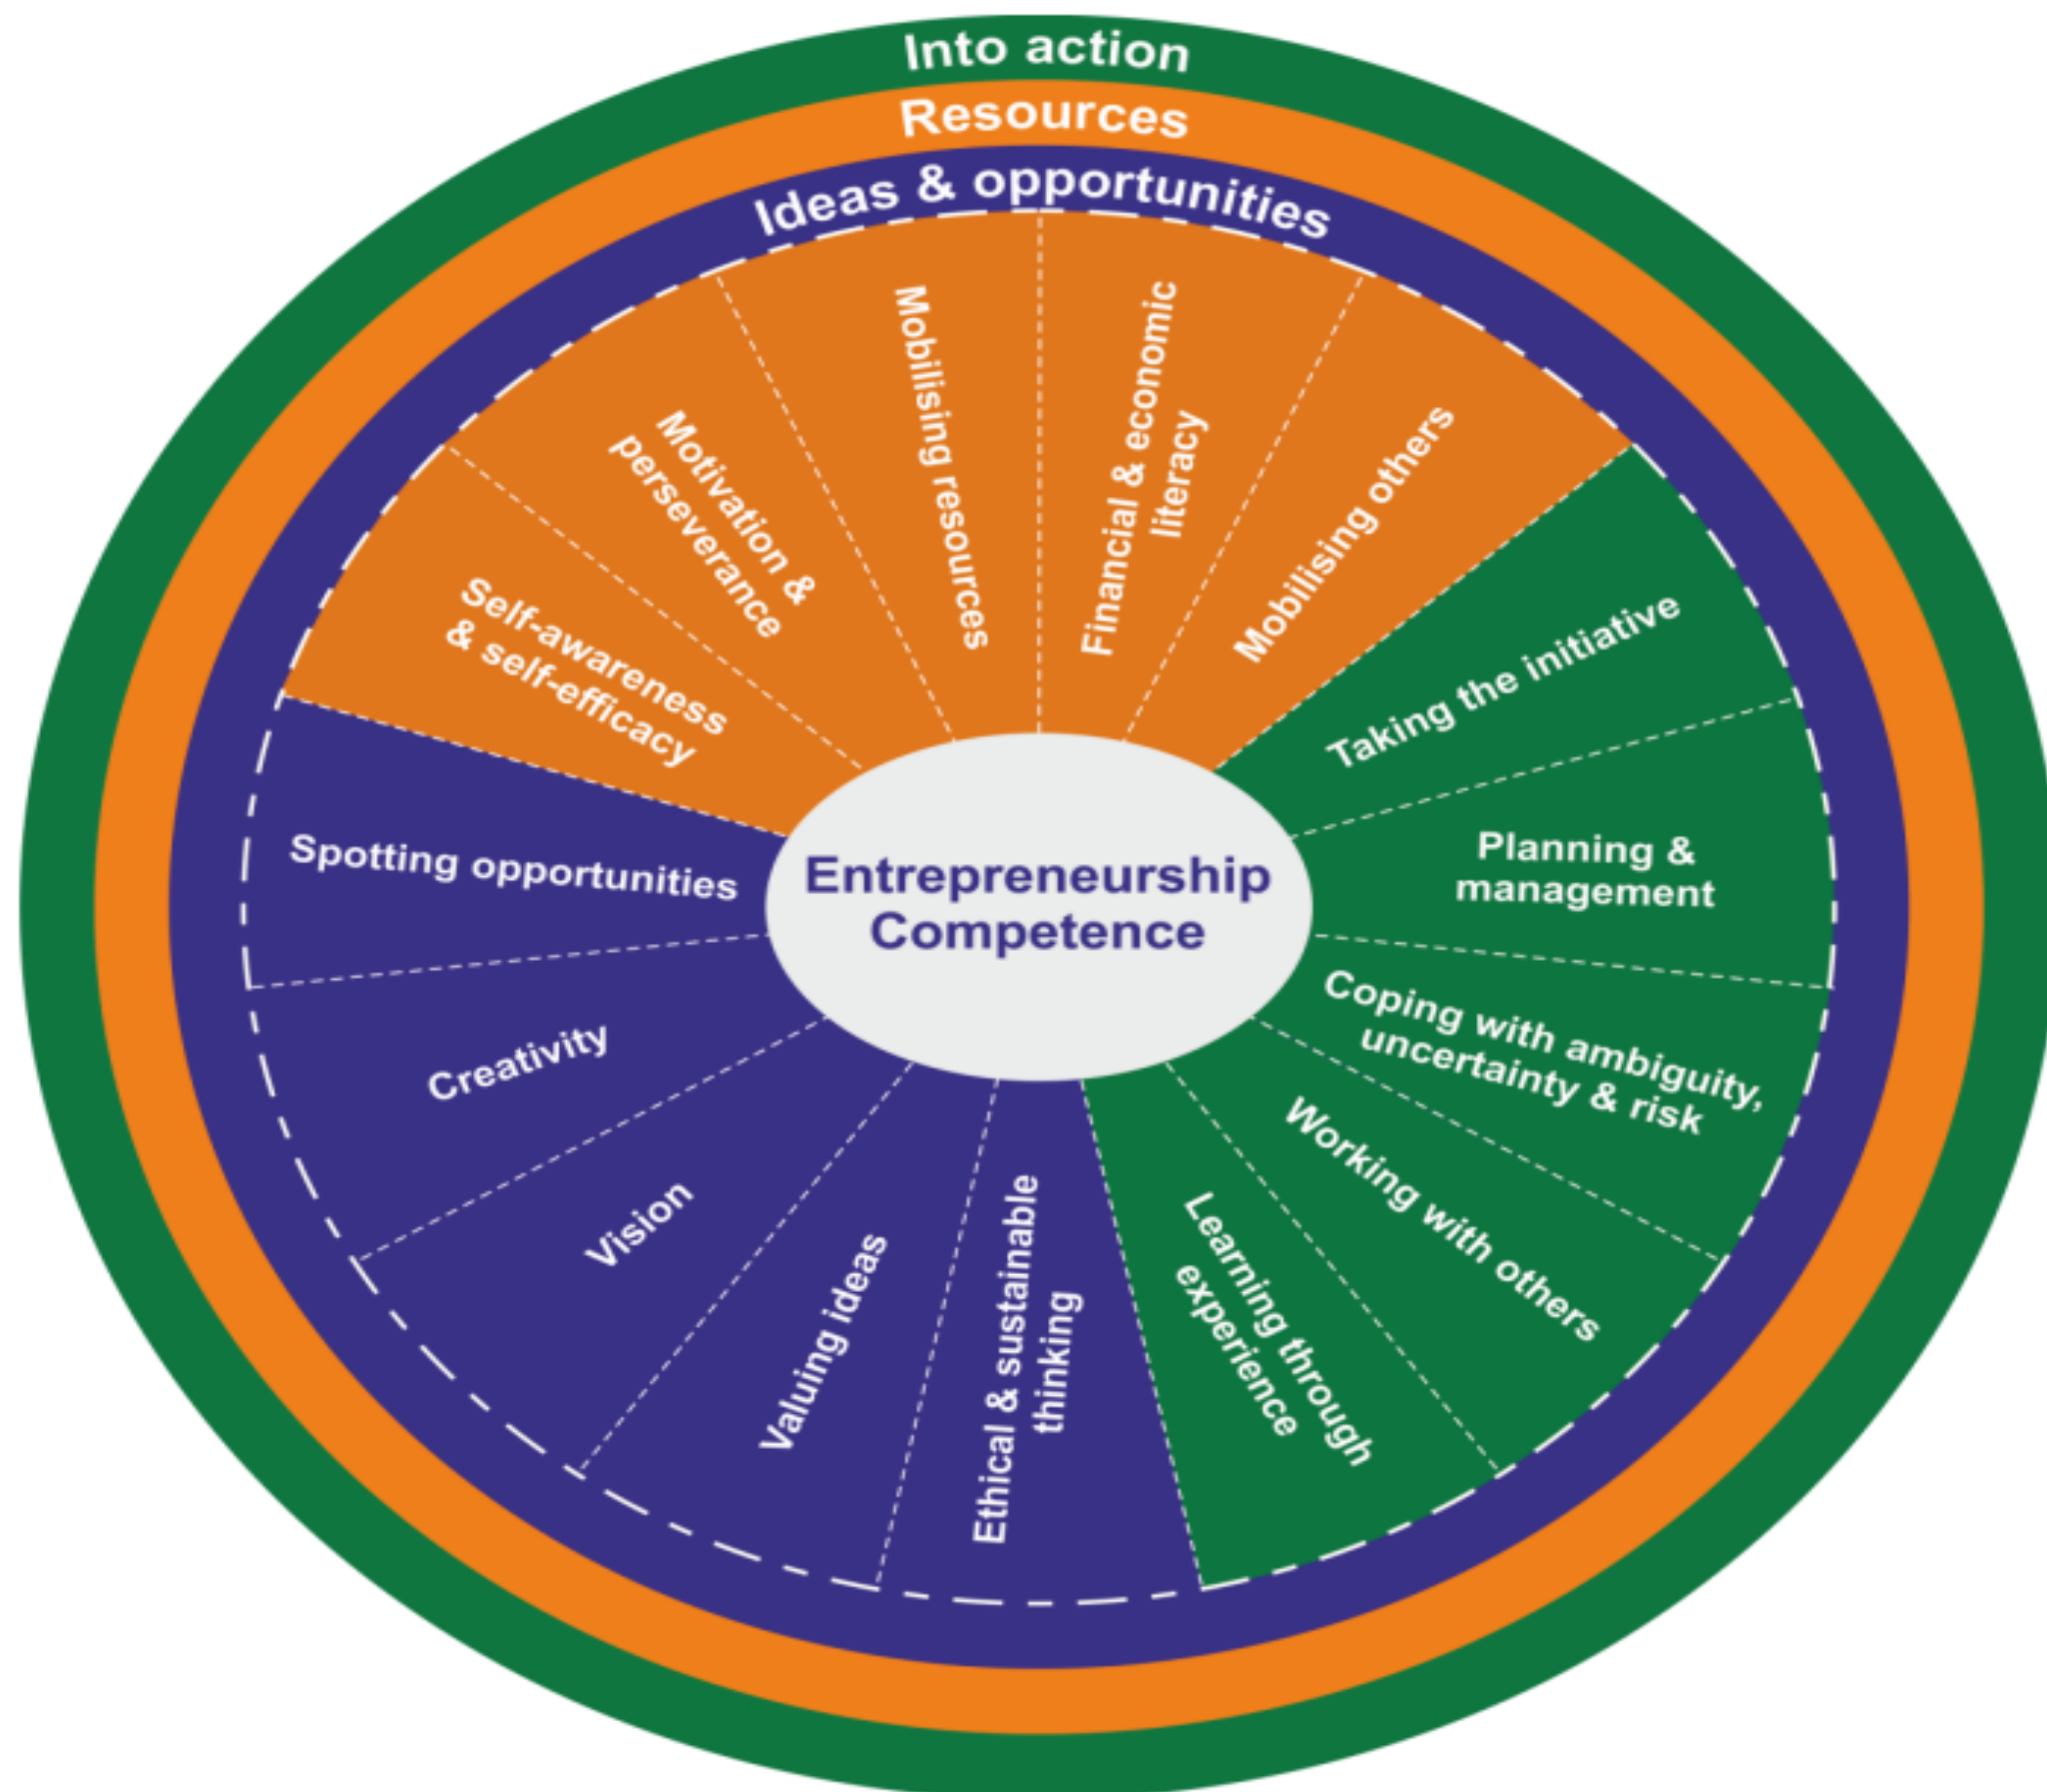 Into action
Resources
Ideas & opportunities
Mobilising resources
Financial & economic
literacy
Motivation &
perseverance
Mobilising others
Self-awareness
& self-efficacy
Taking the initiative
Spotting opportunities
Entrepreneurship
Competence
Planning &
management
Creativity
Coping with ambiguity,
uncertainty & risk
Vision
Working with others
Valuing ideas
Ethical & sustainable
thinking
Learning through
experience